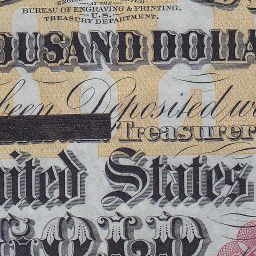 BUREAU OF ENGRAVING & PRINTING,
U.S.
TREASURY DEPARTMENT.
OUSAND DOLLA
been Deposited w
Treasurer
nited States